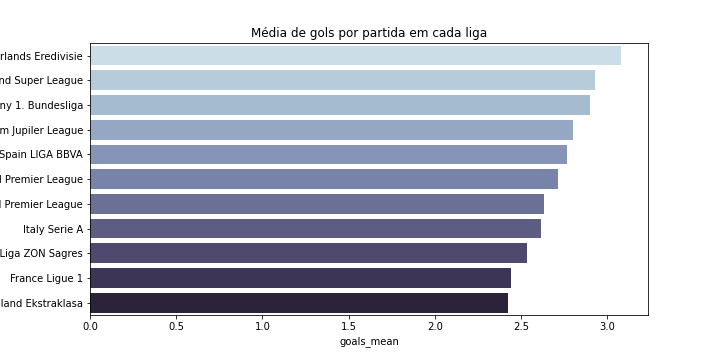 Média de gols por partida em cada liga
rlands Eredivisie
nd Super League
ny 1. Bundesliga
m Jupiler League
Spain LIGA BBVA
l Premier League
l Premier League
Italy Serie A
Liga ZON Sagres
France Ligue 1
land Ekstraklasa
0.0 0.5 1.0 1.5 2.0 2.5 3.0
goals_mean